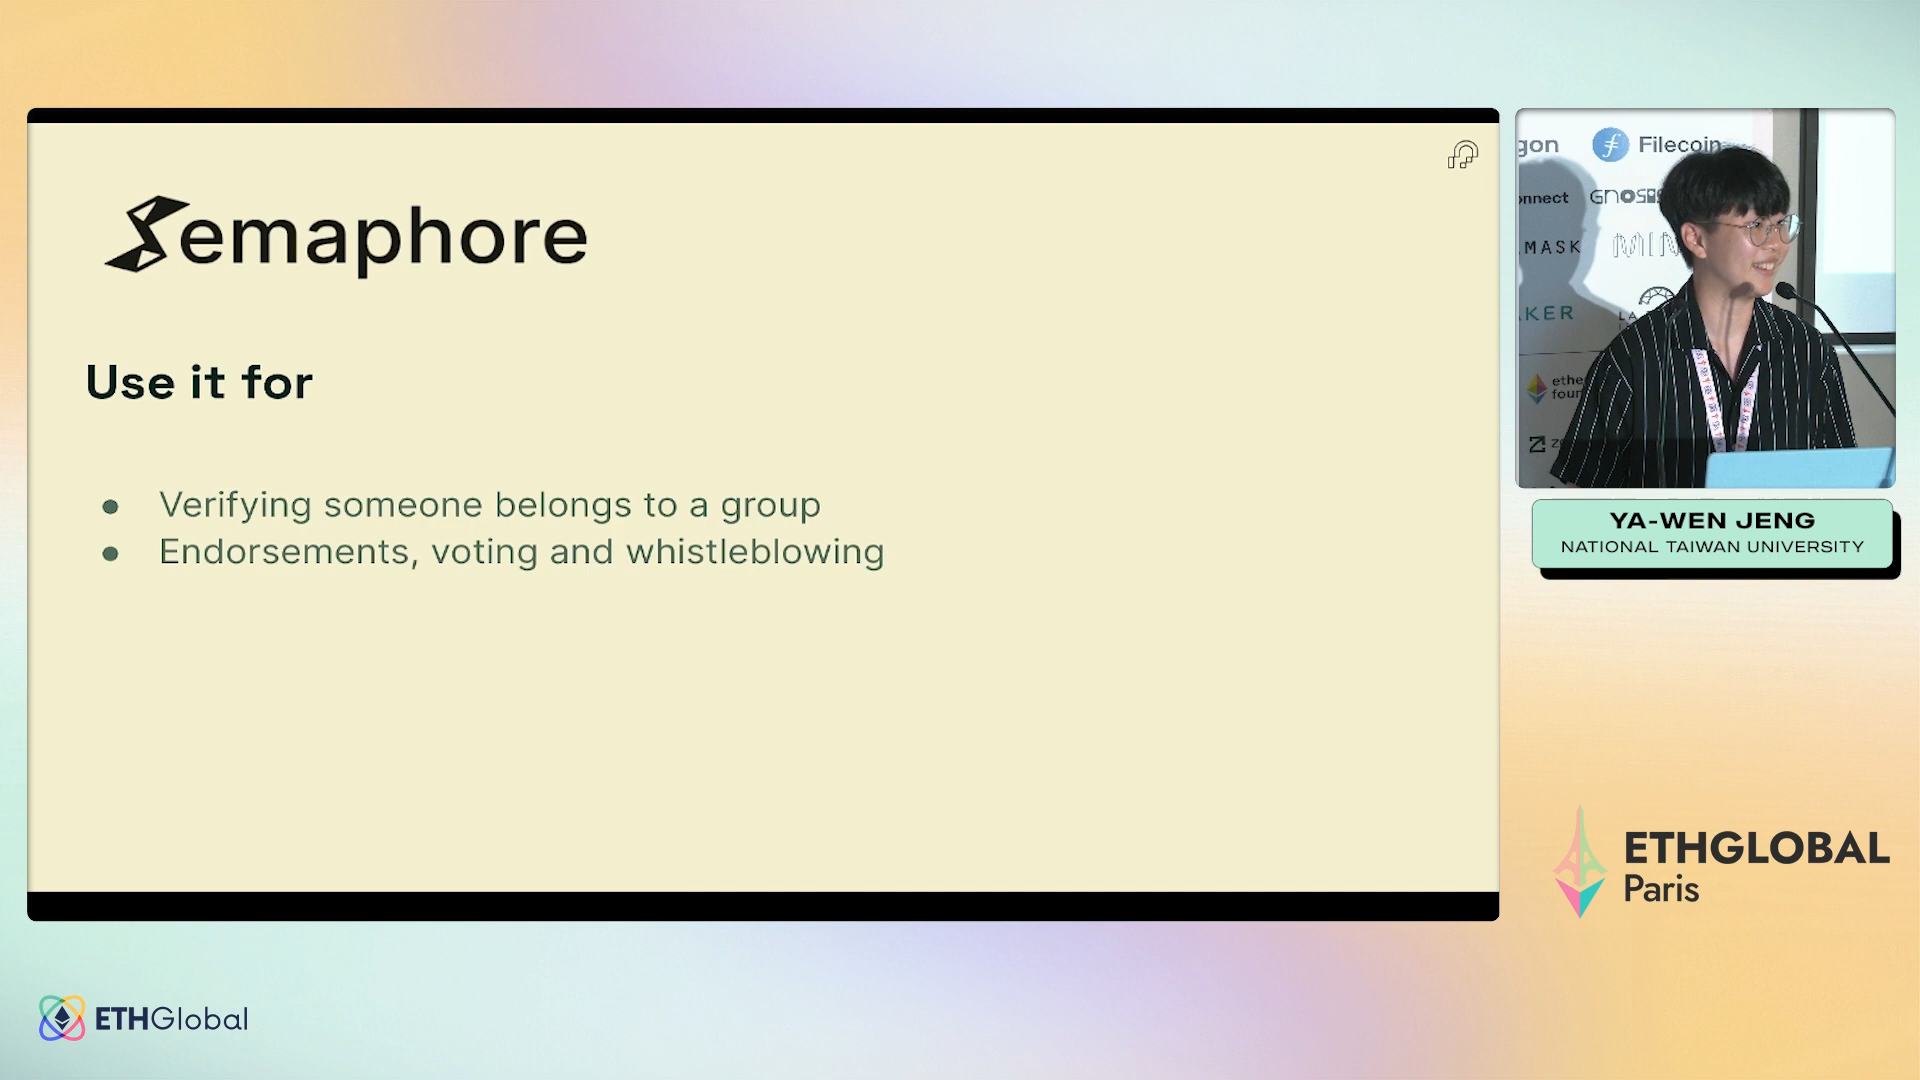 Semaphore
Use it for
• Verifying someone belongs to a group
• Endorsements, voting and whistleblowing
Filecoin
YA-WEN JENG
NATIONAL TAIWAN UNIVERSITY
ETHGLOBAL
Paris
ETHGlobal